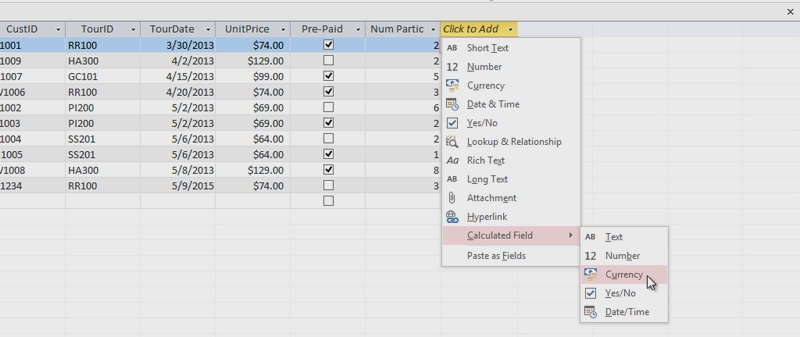 CustID TourID TourDate UnitPrice Pre-Paid Num Partic Click to Add
1001 RR100 3/30/2013 $74.00 2
1009 HA300 4/2/2013 $129.00 2
1007 GC101 4/15/2013 $99.00 5
1006 RR100 4/20/2013 $74.00 3
1002 PI200 5/2/2013 $69.00 6
1003 PI200 5/2/2013 $69.00 2
1004 SS201 5/6/2013 $64.00 2
1005 SS201 5/6/2013 $64.00 1
1008 HA300 5/8/2013 $129.00 8
1234 RR100 5/9/2015 $74.00 3
AB Short Text
12 Number
Currency
Date & Time
Yes/No
Lookup & Relationship
Aa Rich Text
AB Long Text
Attachment
Hyperlink
Calculated Field
Paste as Fields
AB Text
12 Number
Currency
Yes/No
Date/Time